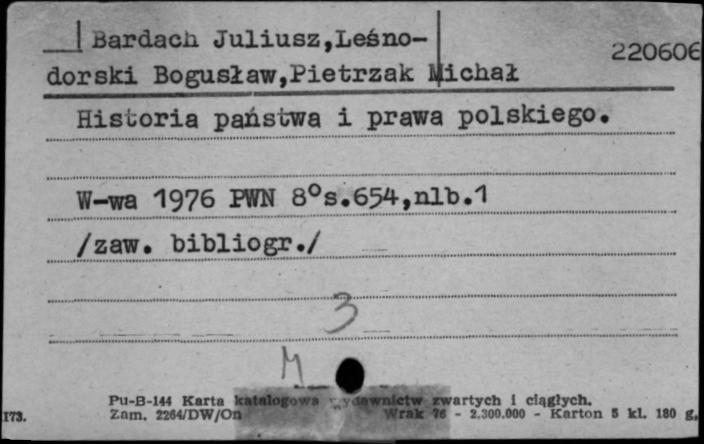 Bardach Juliusz,Leśno-
220606
dorski Bogusław,Pietrzak Michał
Historia państwa i prawa polskiego.
W-wa 1976 PWN 8°s.654,nlb.1
/zaw. bibliogr./
3
M
Pu-B-144 Karta katalogowa wydawnictw zwartych i ciągłych.
173. Zam. 2264/DW/On Wrak 76 - 2.300.000 - Karton 5 kl. 180 g.